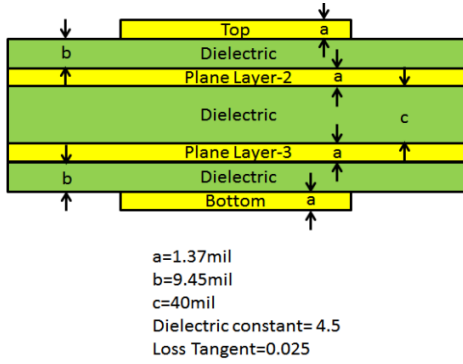 Top a
b Dielectric
Plane Layer-2 a
Dielectric c
Plane Layer-3 a
b Dielectric
Bottom a
a=1.37mil
b=9.45mil
c=40mil
Dielectric constant= 4.5
Loss Tangent=0.025